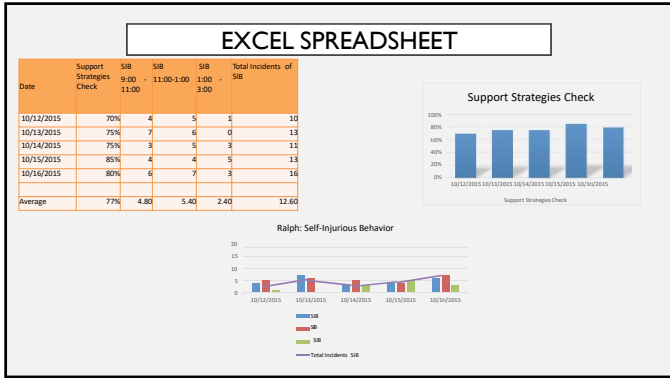 EXCEL SPREADSHEET
Date Support Strategies Check SIB 9:00 - 11:00 SIB 11:00-1:00 SIB 1:00 - 3:00 Total Incidents of SIB
10/12/2015 70% 4 5 1 10
10/13/2015 75% 7 6 0 13
10/14/2015 75% 3 5 3 11
10/15/2015 85% 4 4 5 13
10/16/2015 80% 6 7 3 16
Average 77% 4.80 5.40 2.40 12.60
Support Strategies Check
100%
80%
60%
40%
20%
0%
10/12/2015 10/13/2015 10/14/2015 10/15/2015 10/1ti/2015
Support Strategies Check
Ralph: Self-Injurious Behavior
20
15
10
5
0
10/12/2015 10/13/2015 10/14/2015 10/15/2015 10/1ti/2015
SIB
SIB
SIB
Total Incidents SIB